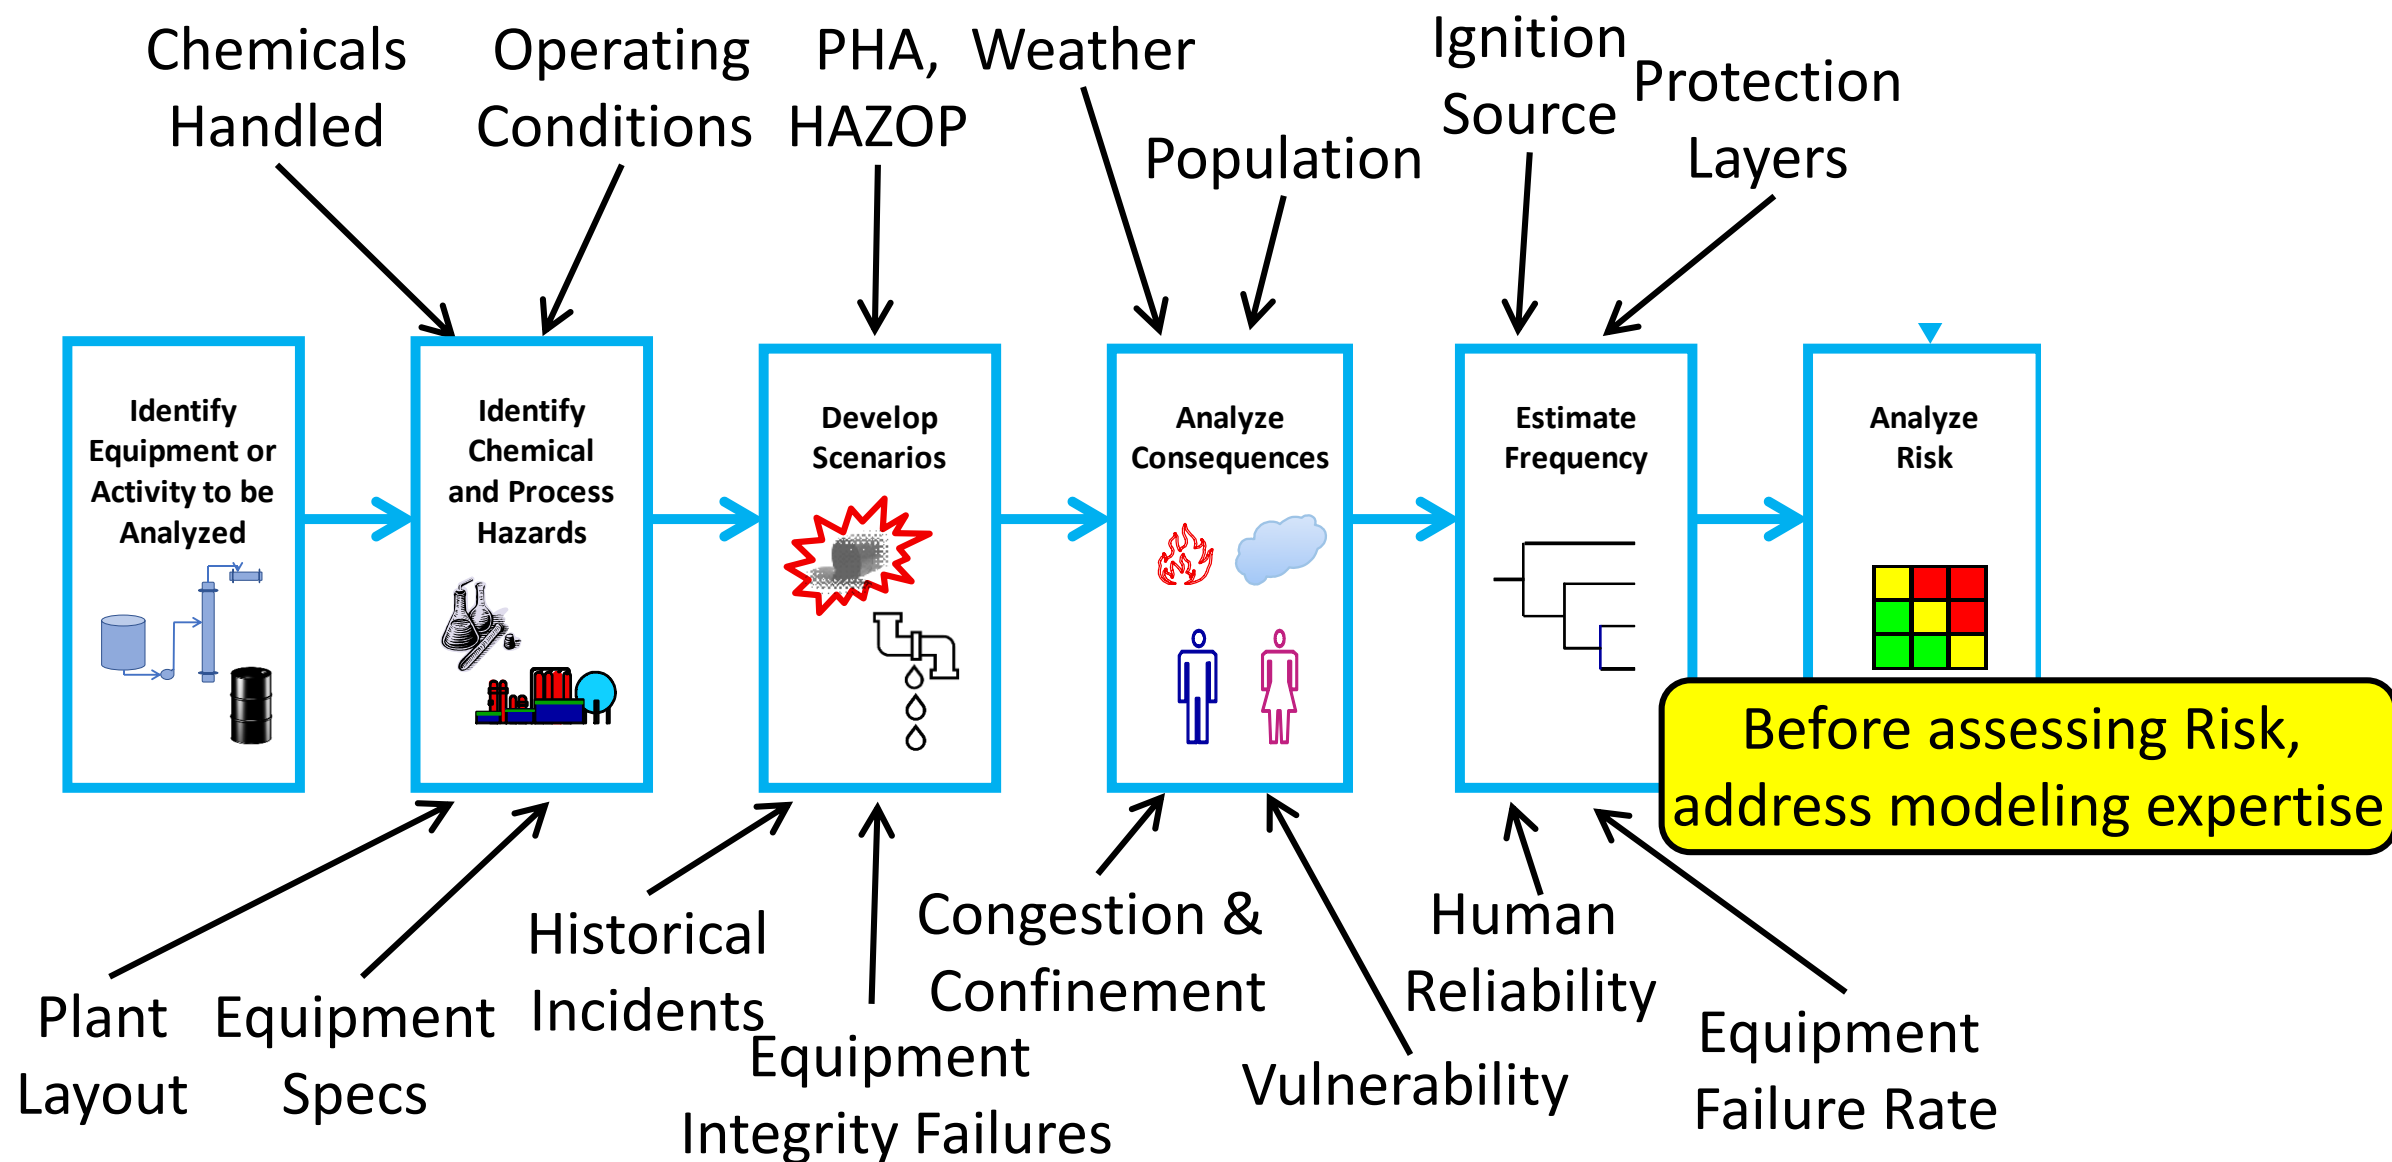 Chemicals
Handled
Operating
Conditions
PHA,
HAZOP
Weather
Population
Ignition
Source
Protection
Layers
Identify
Equipment or
Activity to be
Analyzed
Identify
Chemical
and Process
Hazards
Develop
Scenarios
Analyze
Consequences
Estimate
Frequency
Analyze
Risk
Before assessing Risk,
address modeling expertise
Plant
Layout
Equipment
Specs
Historical
Incidents
Equipment
Integrity Failures
Congestion &
Confinement
Vulnerability
Human
Reliability
Equipment
Failure Rate